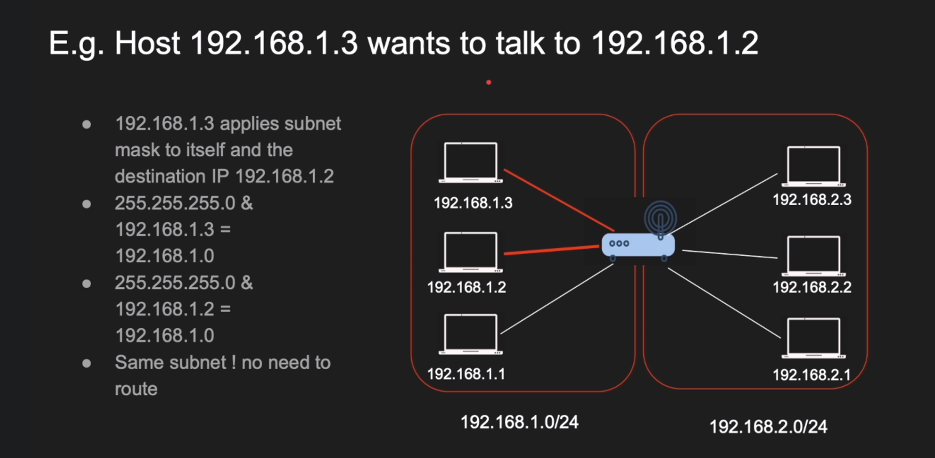 E.g. Host 192.168.1.3 wants to talk to 192.168.1.2
● 192.168.1.3 applies subnet
mask to itself and the
destination IP 192.168.1.2
● 255.255.255.0 &
192.168.1.3 =
192.168.1.0
● 255.255.255.0 &
192.168.1.2 =
192.168.1.0
● Same subnet ! no need to
route
192.168.1.3
192.168.1.2
192.168.1.1
192.168.1.0/24
192.168.2.3
192.168.2.2
192.168.2.1
192.168.2.0/24